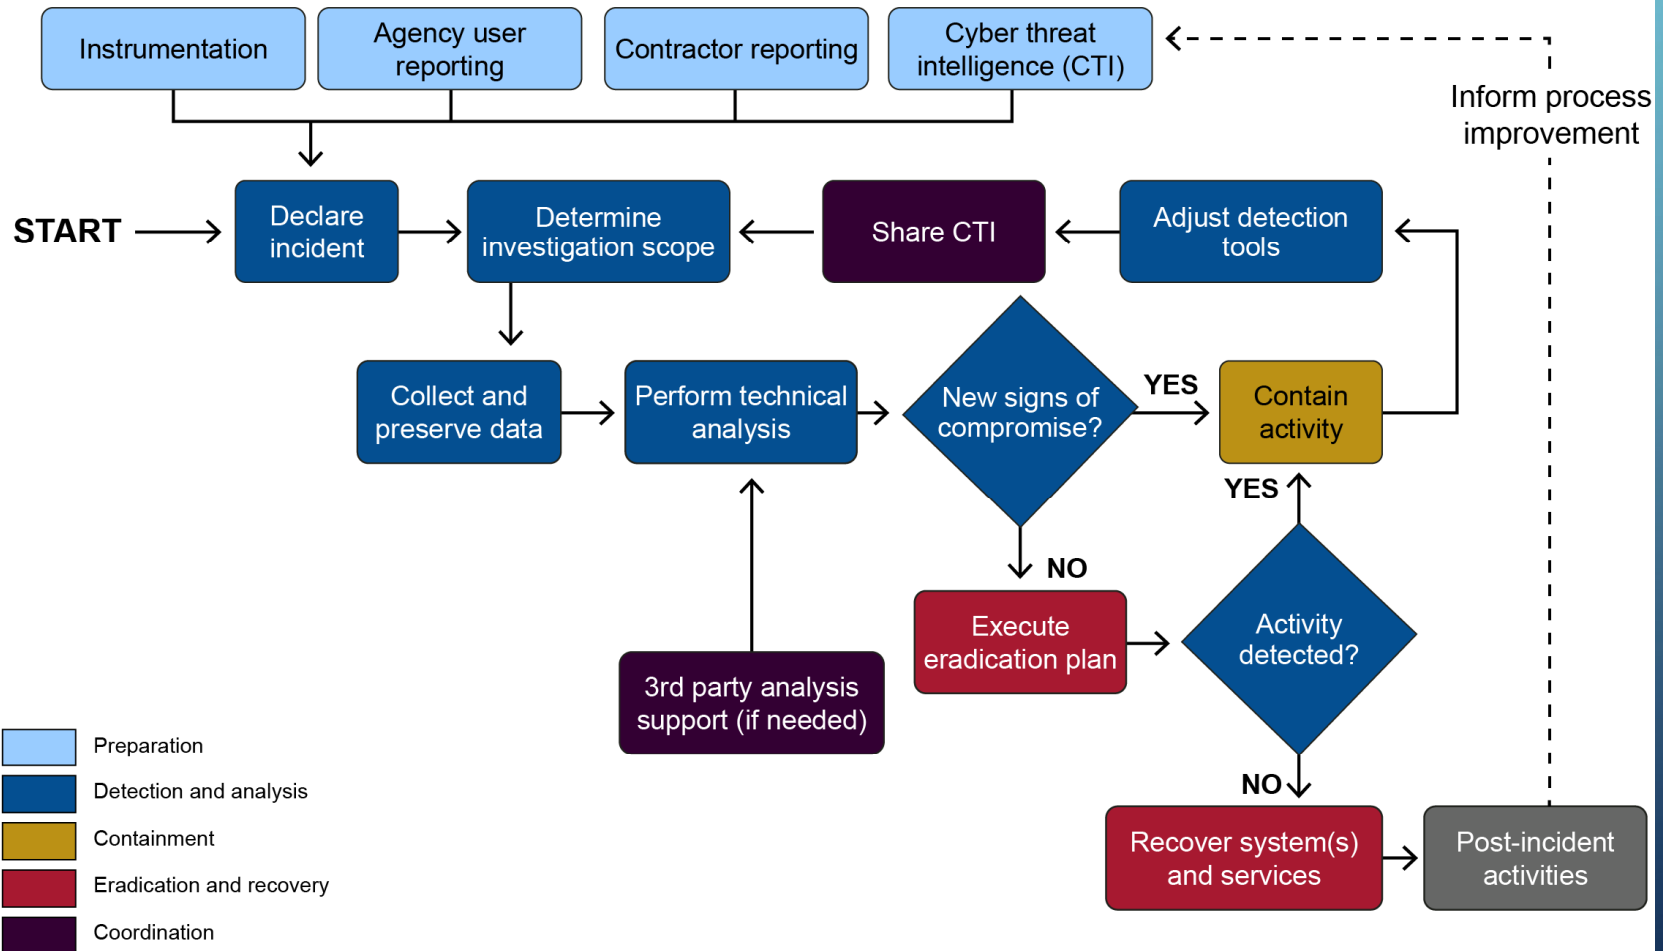 Instrumentation
Agency user
reporting
Contractor reporting
Cyber threat
intelligence (CTI)
Inform process
improvement
START
Declare
incident
Determine
investigation scope
Share CTI
Adjust detection
tools
Collect and
preserve data
Perform technical
analysis
New signs of
compromise?
YES
Contain
activity
YES
NO
Execute
eradication plan
Activity
detected?
3rd party analysis
support (if needed)
NO
Recover system(s)
and services
Post-incident
activities
Preparation
Detection and analysis
Containment
Eradication and recovery
Coordination